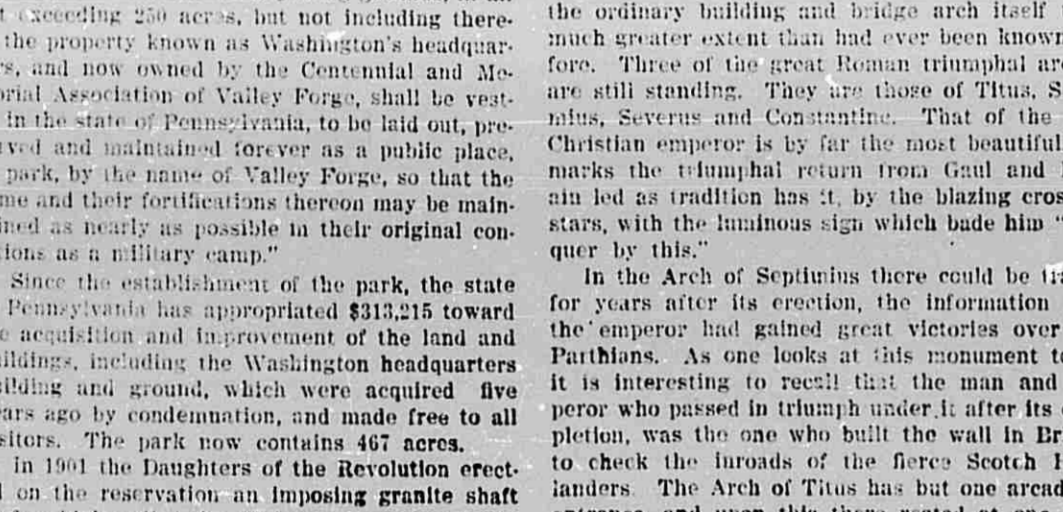 exceeding 250 acres, but not including there-
the property known as Washington's headquar-
rs, and now owned by the Centennial and Me-
orial Association of Valley Forge, shall be vest-
in the state of Pennsylvania, to be laid out, pre-
rved and maintained forever as a public place,
park, by the name of Valley Forge, so that the
me and their fortifications thereon may be main-
ined as nearly as possible in their original con-
tions as a military camp."
Since the establishment of the park, the state
Pennsylvania has appropriated $313,215 toward
e acquisition and improvement of the land and
ildings, including the Washington headquarters
ilding and ground, which were acquired five
ars ago by condemnation, and made free to all
sitors. The park now contains 467 acres.
In 1901 the Daughters of the Revolution erect-
on the reservation an imposing granite shaft
the ordinary building and bridge arch itself
much greater extent than had ever been known
fore. Three of the great Roman triumphal ar
are still standing. They are those of Titus, S
mius, Severus and Constantine. That of the
Christian emperor is by far the most beautiful
marks the triumphal return from Gaul and
ain led as tradition has it, by the blazing cros
stars, with the luminous sign which bade him "
quer by this."
In the Arch of Septimius there could be
for years after its erection, the information
the emperor had gained great victories over
Parthians. As one looks at this monument to
it is interesting to recall that the man and
peror who passed in triumph under it after its
pletion, was the one who built the wall in Br
to check the inroads of the fierce Scotch H
landers. The Arch of Titus has but one arcad